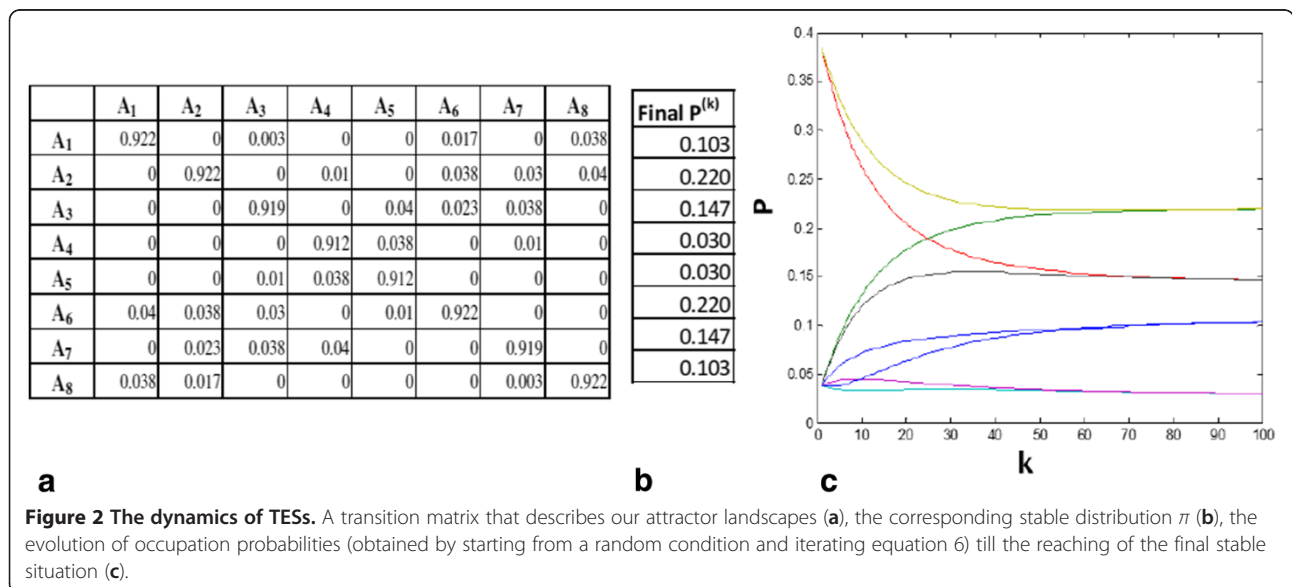 A1 A2 A3 A4 A5 A6 A7 A8
A1 0.922 0 0.003 0 0 0.017 0 0.038
A2 0 0.922 0 0.01 0 0.038 0.03 0.04
A3 0 0 0.919 0 0.04 0.023 0.038 0
A4 0 0 0 0.912 0.038 0 0.01 0
A5 0 0 0.01 0.038 0.912 0 0 0
A6 0.04 0.038 0.03 0 0.01 0.922 0 0
A7 0 0.023 0.038 0.04 0 0 0.919 0
A8 0.038 0.017 0 0 0 0 0.003 0.922
a
Final P(k)
0.103
0.220
0.147
0.030
0.030
0.220
0.147
0.103
b
0.4
0.35
0.3
0.25
0.2
0.15
0.1
0.05
0
P
0 10 20 30 40 50 60 70 80 90 100
k
c
Figure 2 The dynamics of TESs. A transition matrix that describes our attractor landscapes (a), the corresponding stable distribution π (b), the
evolution of occupation probabilities (obtained by starting from a random condition and iterating equation 6) till the reaching of the final stable
situation (c).